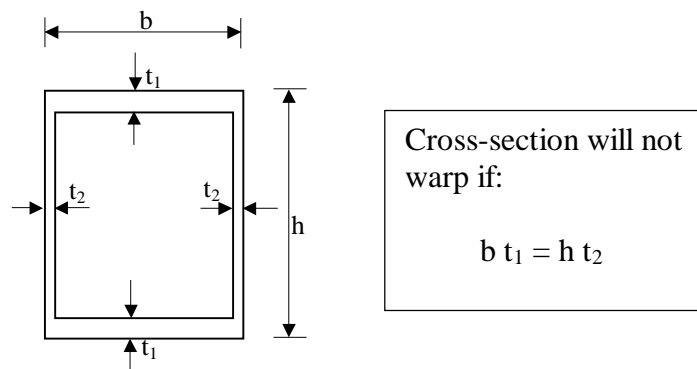 b
t₁
t₂ t₂
h
t₁
Cross-section will not
warp if:
b t₁ = h t₂